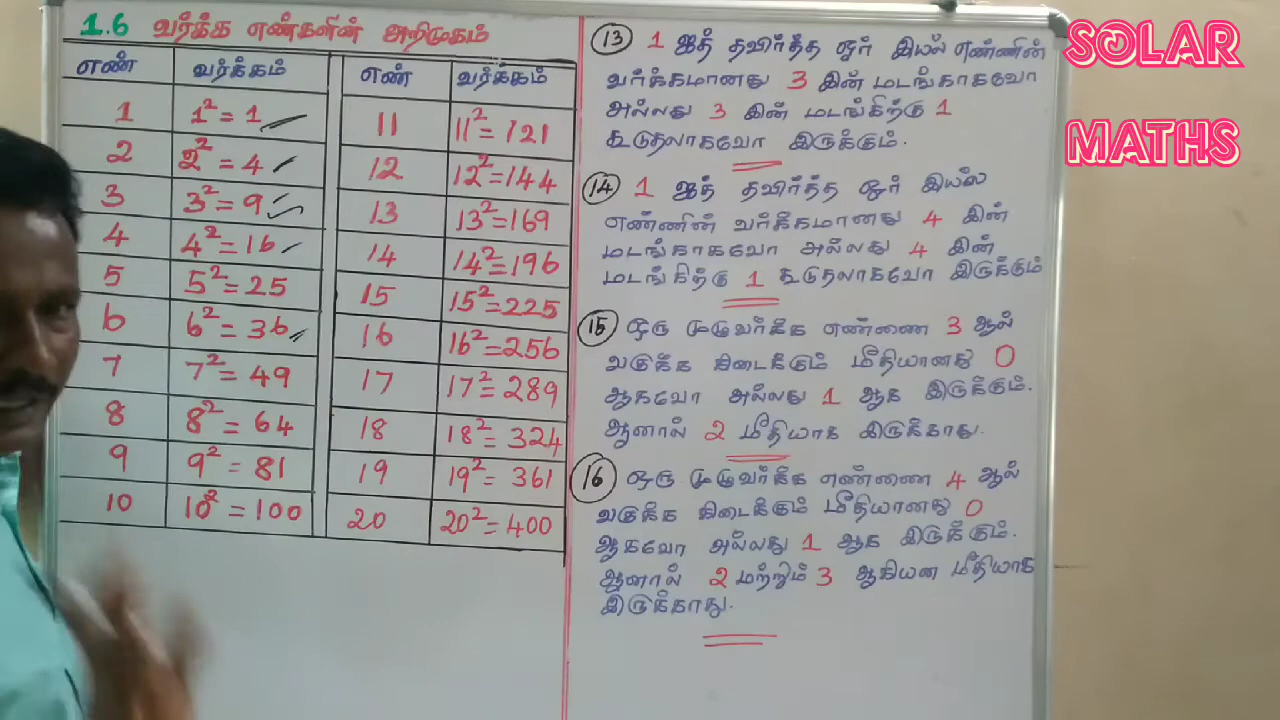 1.6 வர்க்க எண்களின் அறிமுகம்
எண் வர்க்கம் எண் வர்க்கம்
1 1² = 1 11 11² = 121
2 2² = 4 12 12² = 144
3 3² = 9 13 13² = 169
4 4² = 16 14 14² = 196
5 5² = 25 15 15² = 225
6 6² = 36 16 16² = 256
7 7² = 49 17 17² = 289
8 8² = 64 18 18² = 324
9 9² = 81 19 19² = 361
10 10² = 100 20 20² = 400
13 1 ஐத் தவிர்த்த ஓர் இயல் எண்ணின்
வர்க்கமானது 3 இன் மடங்காகவோ
அல்லது 3 இன் மடங்கிற்கு 1
கூடுதலாகவோ இருக்கும்.
14 1 ஐத் தவிர்த்த ஓர் இயல்
எண்ணின் வர்க்கமானது 4 இன்
மடங்காகவோ அல்லது 4 இன்
மடங்கிற்கு 1 கூடுதலாகவோ இருக்கும்
15 ஒரு முழுவர்க்க எண்ணை 3 ஆல்
வகுக்க கிடைக்கும் மீதியானது 0
ஆகவோ அல்லது 1 ஆக இருக்கும்.
ஆனால் 2 மீதியாக இருக்காது.
16 ஒரு முழுவர்க்க எண்ணை 4 ஆல்
வகுக்க கிடைக்கும் மீதியானது 0
ஆகவோ அல்லது 1 ஆக இருக்கும்.
ஆனால் 2 மற்றும் 3 ஆகியன மீதியாக
இருக்காது.
SOLAR
MATHS